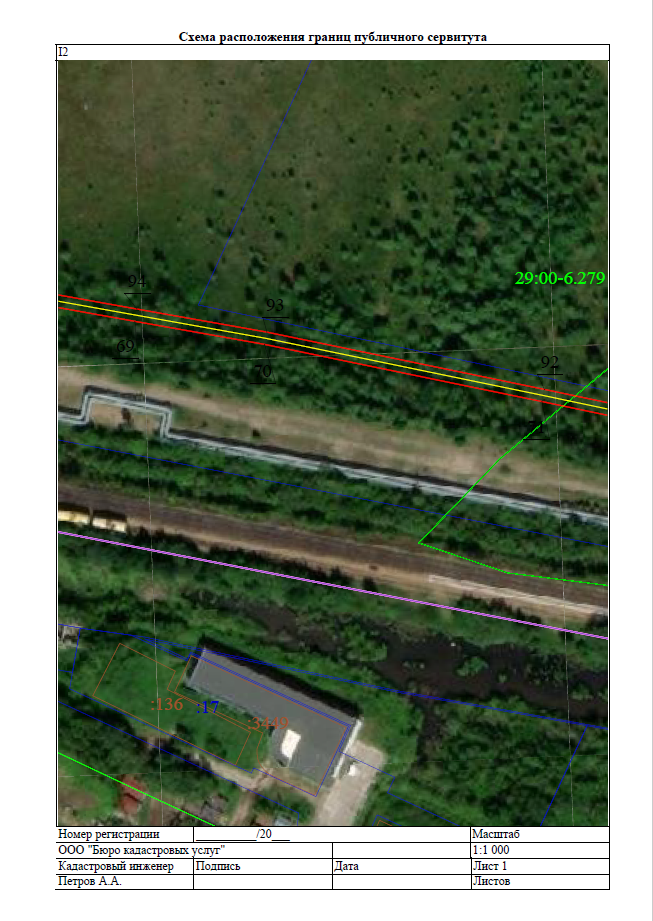 Схема расположения границ публичного сервитута
I2
29:00-6.279
94
93
69
92
70
:136
:17
Номер регистрации __________/20___ Масштаб
ООО "Бюро кадастровых услуг" 1:1 000
Кадастровый инженер Подпись Дата Лист 1
Петров А.А. Листов